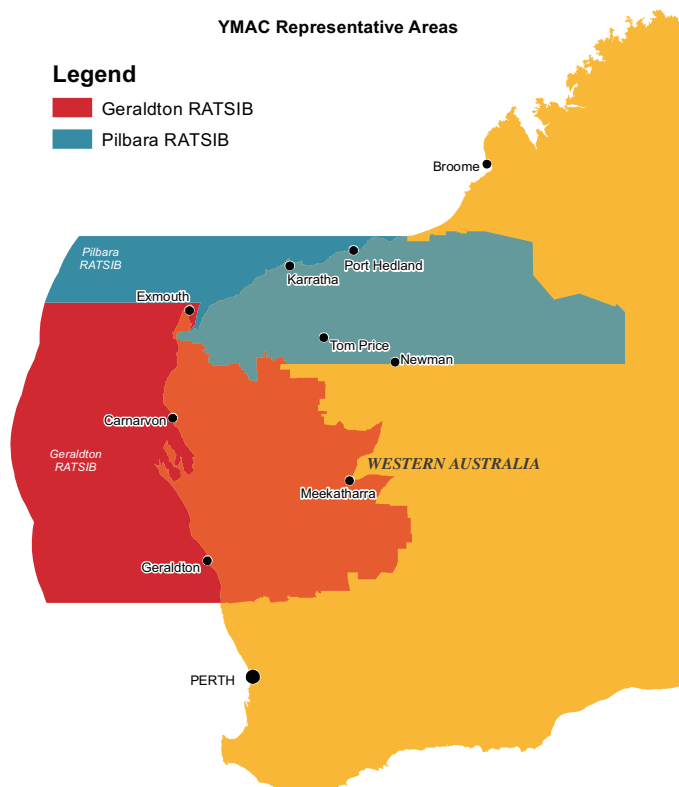 YMAC Representative Areas
Legend
Geraldton RATSIB
Pilbara RATSIB
Broome
Pilbara
RATSIB
Port Hedland
Karratha
Exmouth
Tom Price
Newman
Carnarvon
Geraldton
RATSIB
WESTERN AUSTRALIA
Meekatharra
Geraldton
PERTH